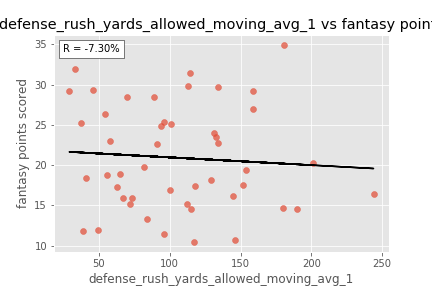 defense_rush_yards_allowed_moving_avg_1 vs fantasy point
R = -7.30%
35
30
25
20
15
10
fantasy points scored
50 100 150 200 250
defense_rush_yards_allowed_moving_avg_1